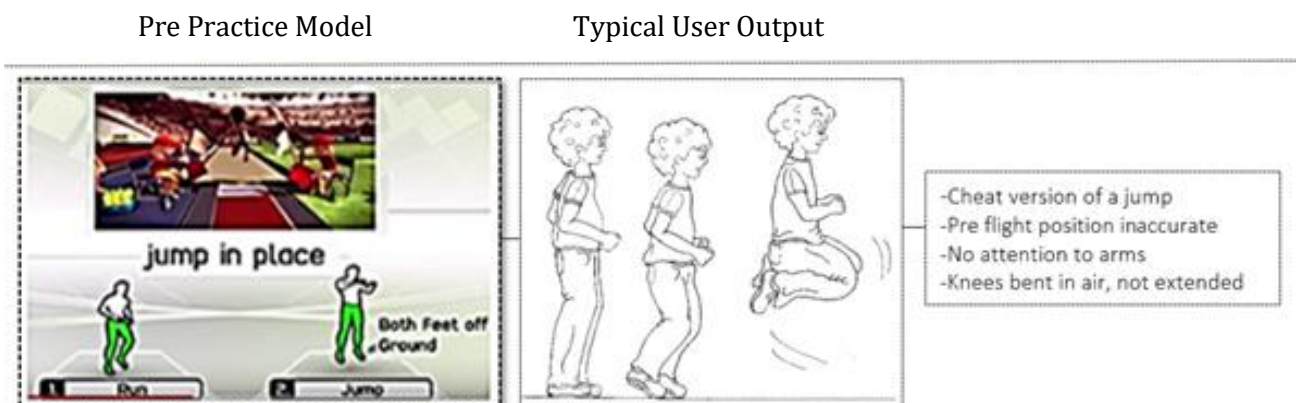 Pre Practice Model
Typical User Output
jump in place
Both Feet off
Ground
1. Run
2. Jump
-Cheat version of a jump
-Pre flight position inaccurate
-No attention to arms
-Knees bent in air, not extended